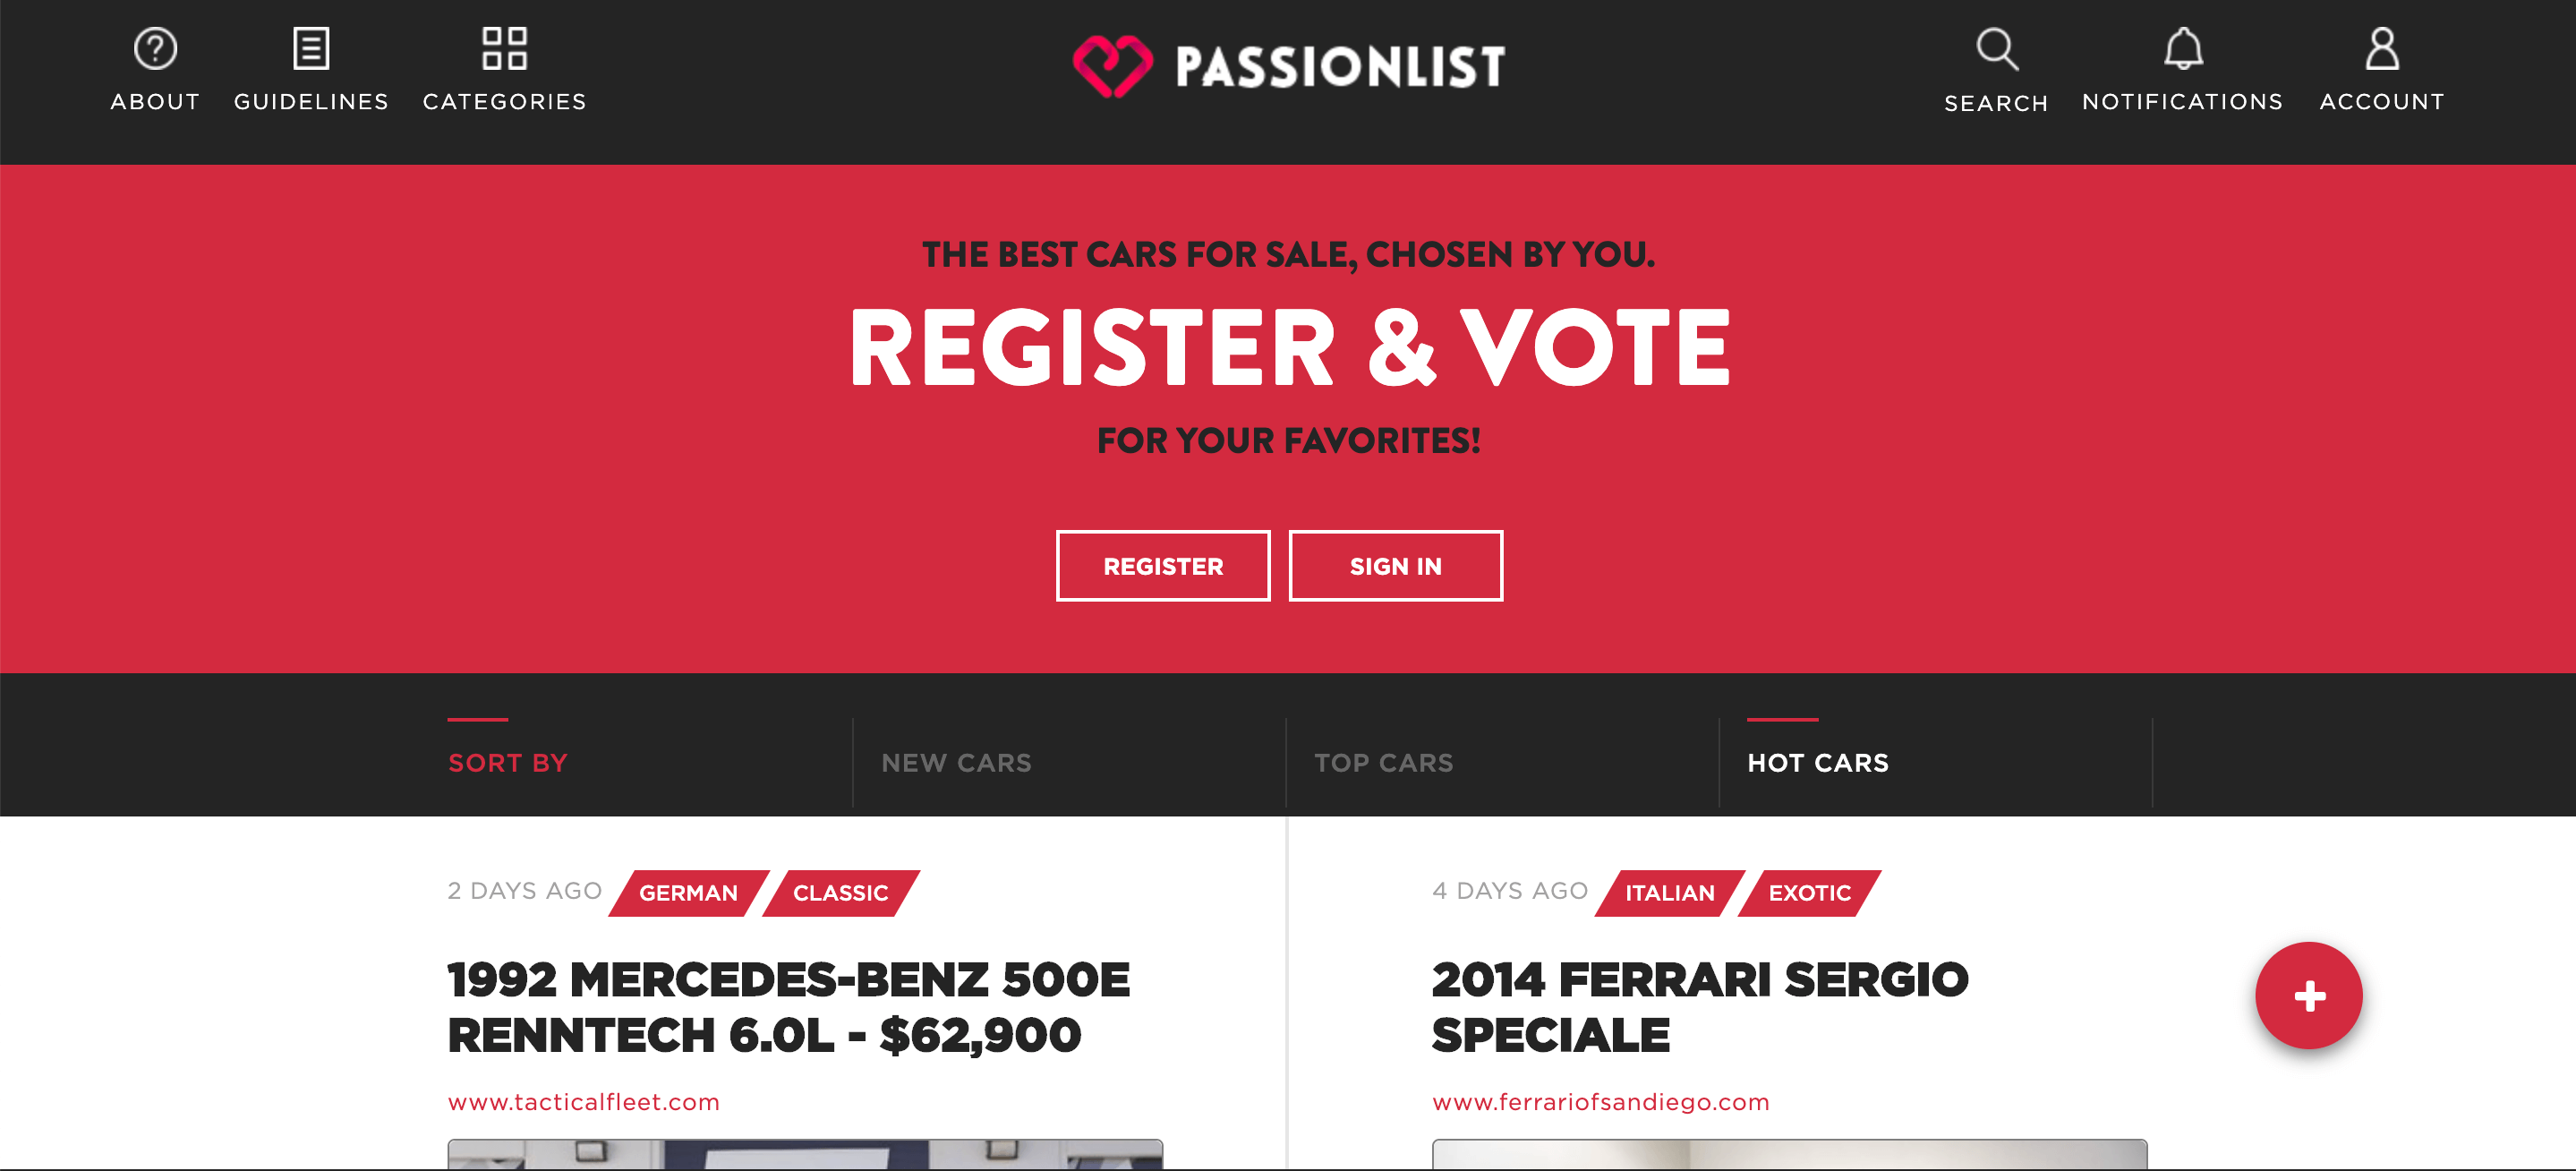 ABOUT
GUIDELINES
CATEGORIES
PASSIONLIST
SEARCH
NOTIFICATIONS
ACCOUNT
THE BEST CARS FOR SALE, CHOSEN BY YOU.
REGISTER & VOTE
FOR YOUR FAVORITES!
REGISTER
SIGN IN
SORT BY
NEW CARS
TOP CARS
HOT CARS
2 DAYS AGO GERMAN CLASSIC
1992 MERCEDES-BENZ 500E
RENNTECH 6.0L - $62,900
www.tacticalfleet.com
4 DAYS AGO ITALIAN EXOTIC
2014 FERRARI SERGIO
SPECIALE
www.ferrariofsandiego.com